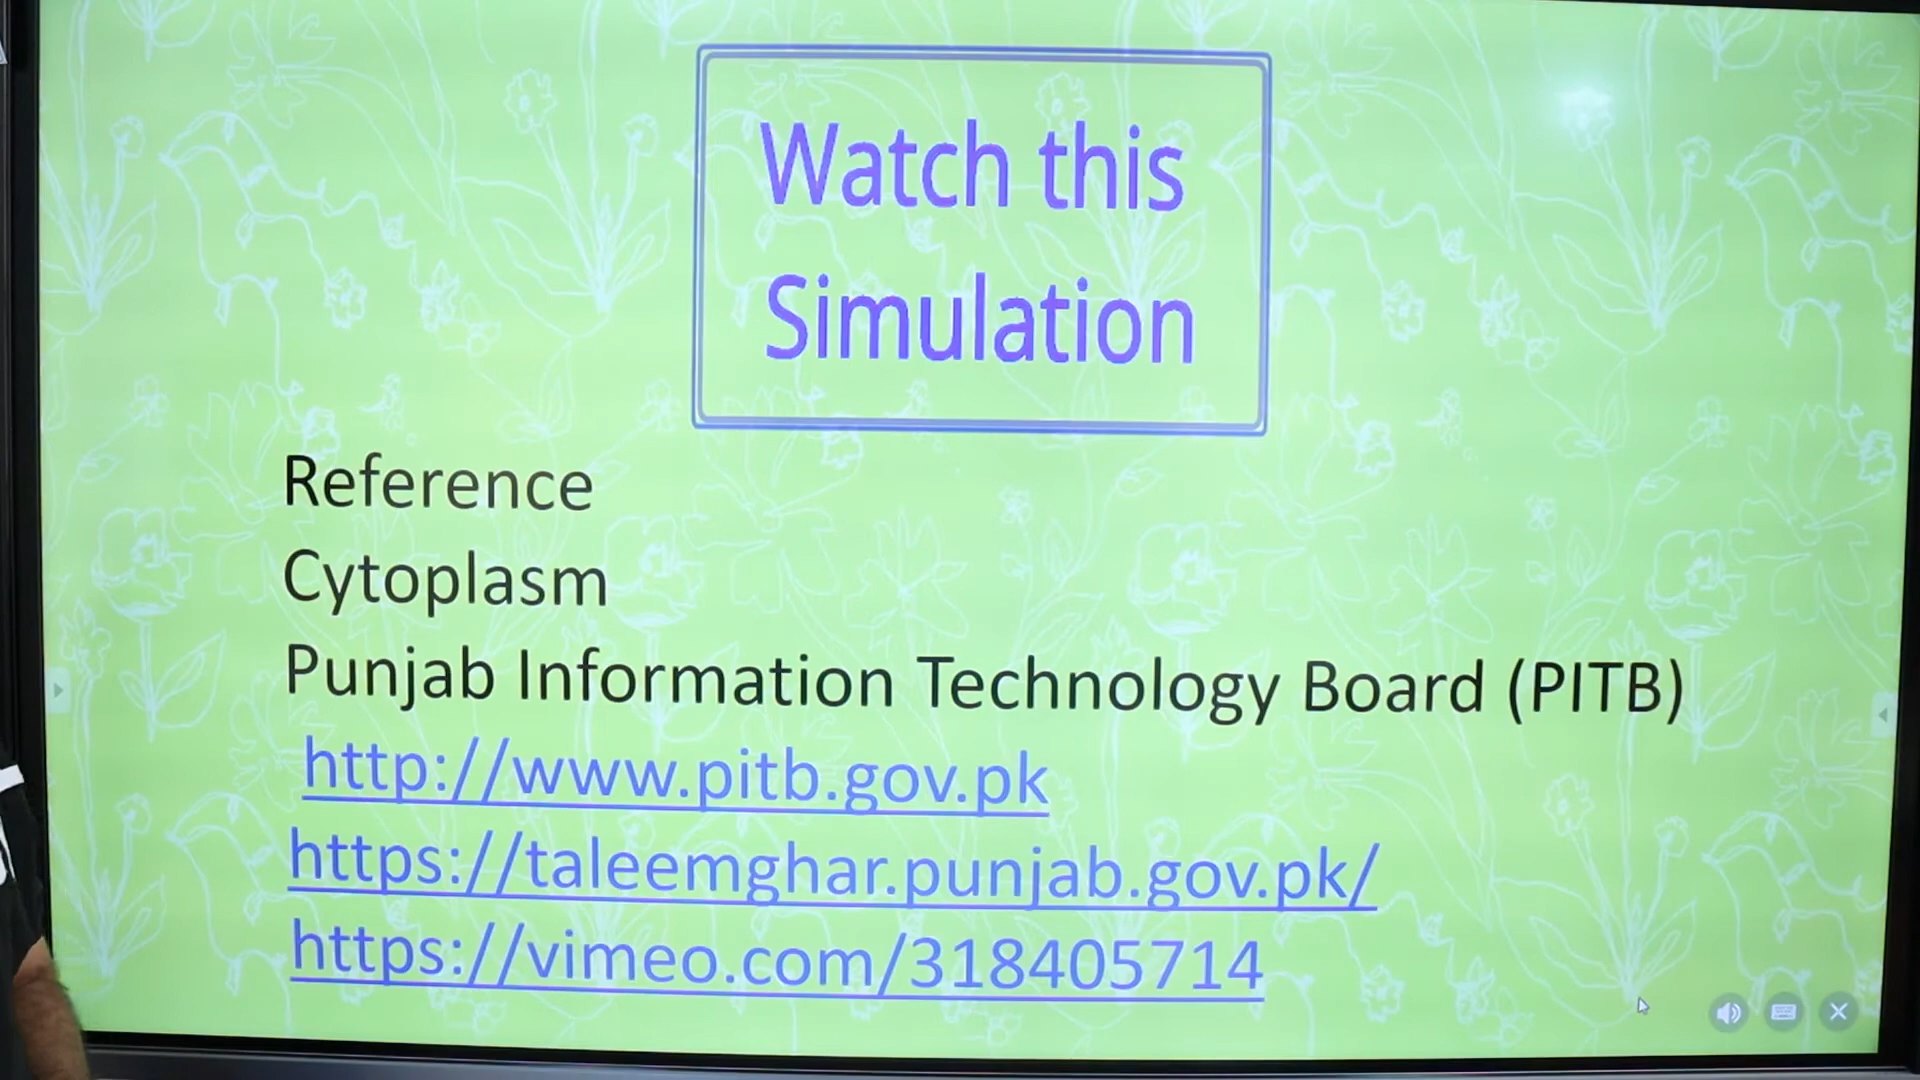 Watch this
Simulation
Reference
Cytoplasm
Punjab Information Technology Board (PITB)
http://www.pitb.gov.pk
https://taleemghar.punjab.gov.pk/
https://vimeo.com/318405714